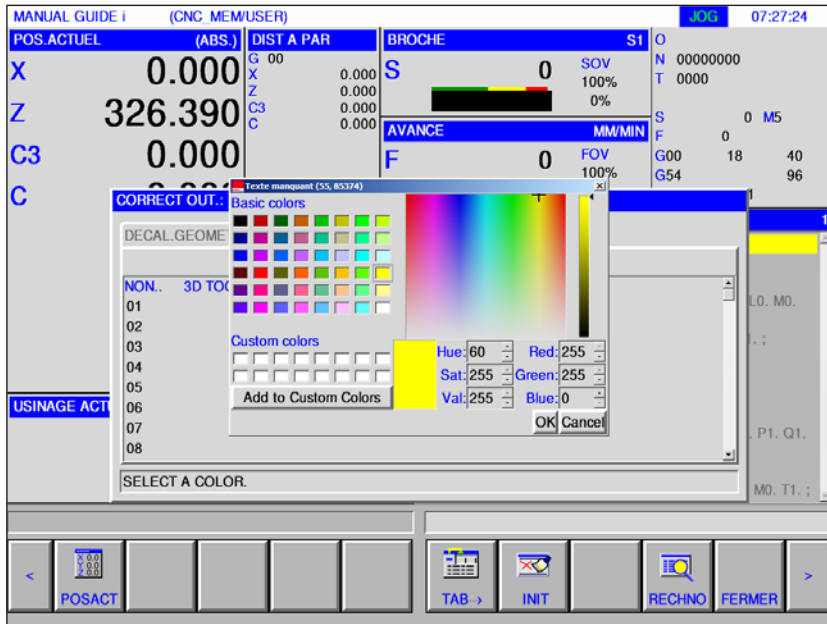 MANUAL GUIDE i (CNC_MEM/USER) JOG 07:27:24
POS.ACTUEL (ABS.) DIST A PAR BROCHE S1 O
G 00 N 00000000
X 0.000 X 0.000 S 0 SOV T 0000
Z 0.000 100%
Z 326.390 C3 0.000 0%
C 0.000 S 0 M5
AVANCE MM/MIN F 0
C3 0.000 F 0 FOV G00 18 40
100% G54 96
C Texte manquant (55, 85374) 1
CORRECT OUT.: Basic colors
DECAL.GEOME 1
NON.. 3D TOO
01 L0. M0.
02
03 Custom colors Hue: 60 Red: 255 . ;
04 Sat: 255 Green: 255
05 Add to Custom Colors Val: 255 Blue: 0
USINAGE ACT 06 OK Cancel
07 . P1. Q1.
08
SELECT A COLOR. M0. T1. ;
< POSACT TAB→ INIT RECHNO FERMER >